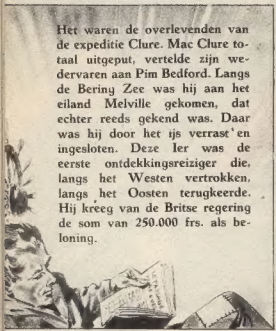 Het waren de overlevenden van
de expeditie Clure. Mac Clure to-
taal uitgeput, vertelde zijn we-
dervaren aan Pim Bedford. Langs
de Bering Zee was hij aan het
eiland Melville gekomen, dat
echter reeds gekend was. Daar
was hij door het ijs verrast en
ingesloten. Deze Ier was de
eerste ontdekkingsreiziger die,
langs het Westen vertrokken,
langs het Oosten terugkeerde.
Hij kreeg van de Britse regering
de som van 250.000 frs. als be-
loning.